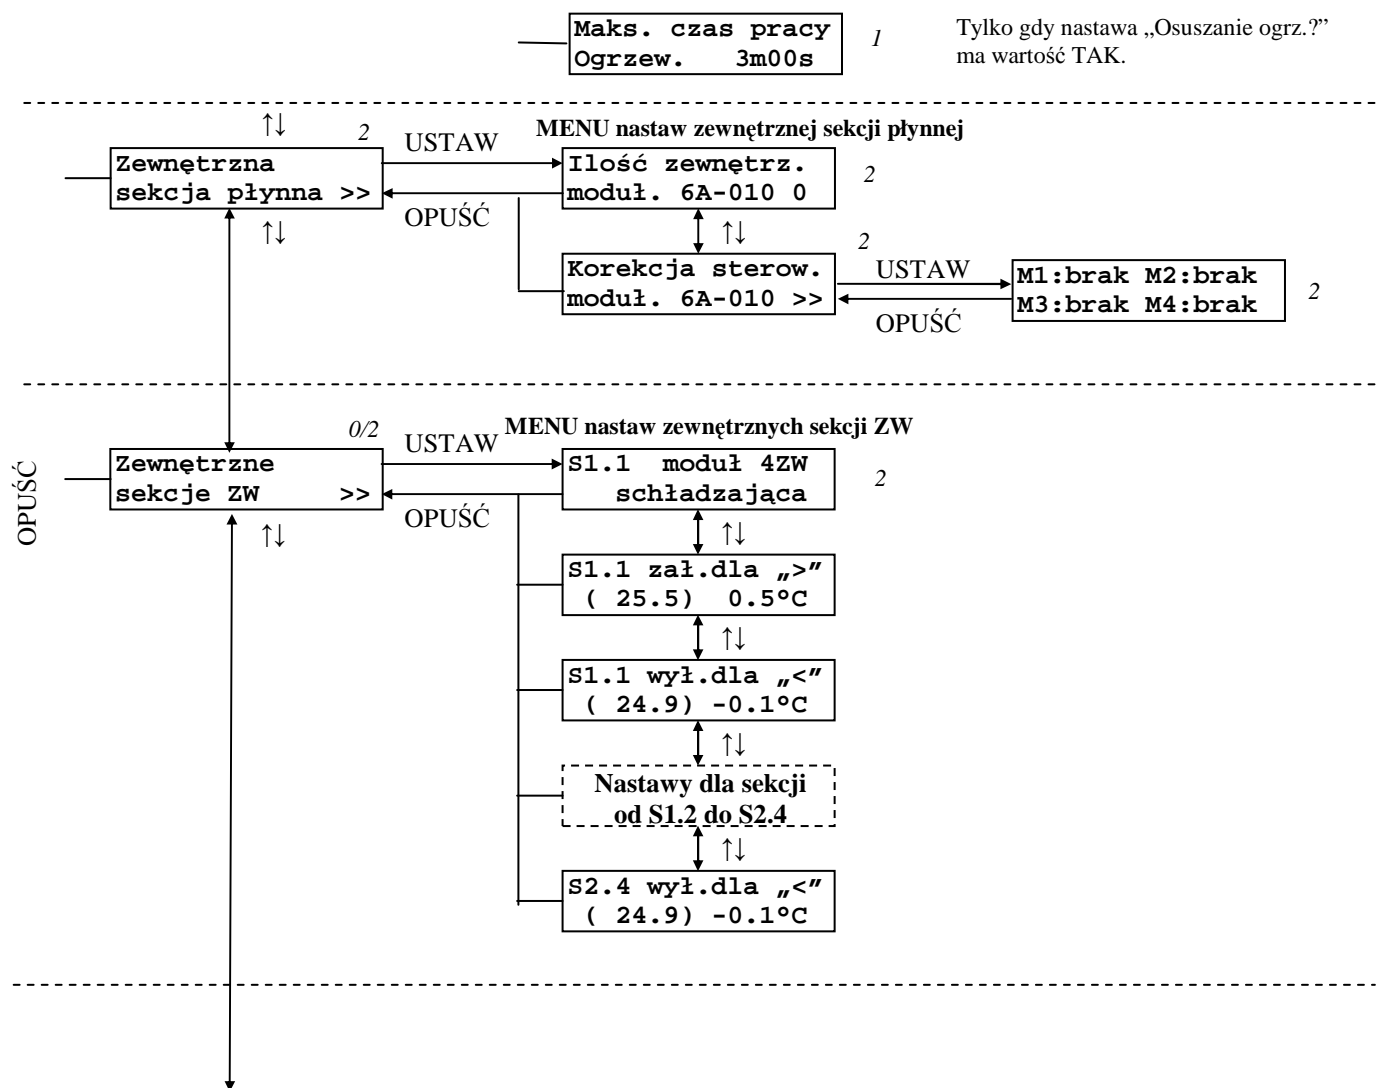 Maks. czas pracy
Ogrzew. 3m00s
1
Tylko gdy nastawa „Osuszanie ogrz.?”
ma wartość TAK.
↑↓
2
USTAW
MENU nastaw zewnętrznej sekcji płynnej
Zewnętrzna
sekcja płynna >>
OPUŚĆ
↑↓
Ilość zewnętrz.
moduł. 6A-010 0
2
↑↓
2
Korekcja sterow.
moduł. 6A-010 >>
USTAW
OPUŚĆ
M1:brak M2:brak
M3:brak M4:brak
2
OPUŚĆ
0/2
USTAW
MENU nastaw zewnętrznych sekcji ZW
Zewnętrzne
sekcje ZW >>
OPUŚĆ
↑↓
S1.1 moduł 4ZW
schładzająca
2
↑↓
S1.1 zał.dla „>”
( 25.5) 0.5°C
↑↓
S1.1 wył.dla „<”
( 24.9) -0.1°C
↑↓
Nastawy dla sekcji
od S1.2 do S2.4
↑↓
S2.4 wył.dla „<”
( 24.9) -0.1°C